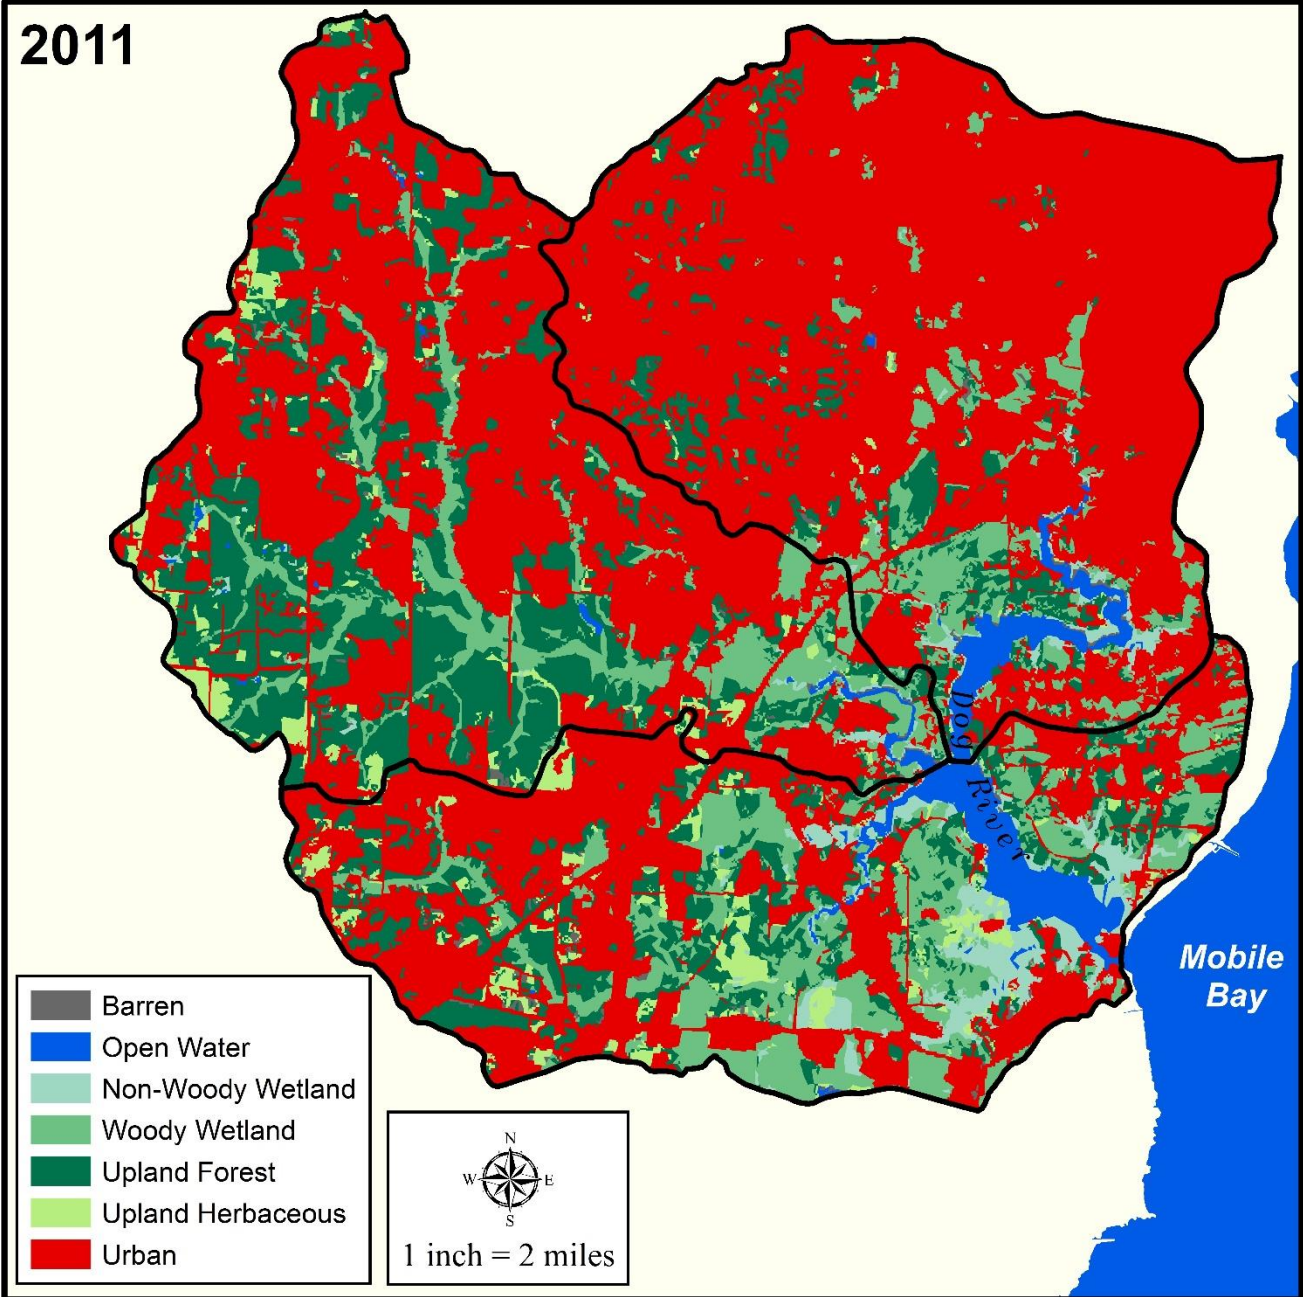 2011
Dog River
Mobile
Bay
Barren
Open Water
Non-Woody Wetland
Woody Wetland
Upland Forest
Upland Herbaceous
Urban
N
W E
S
1 inch = 2 miles